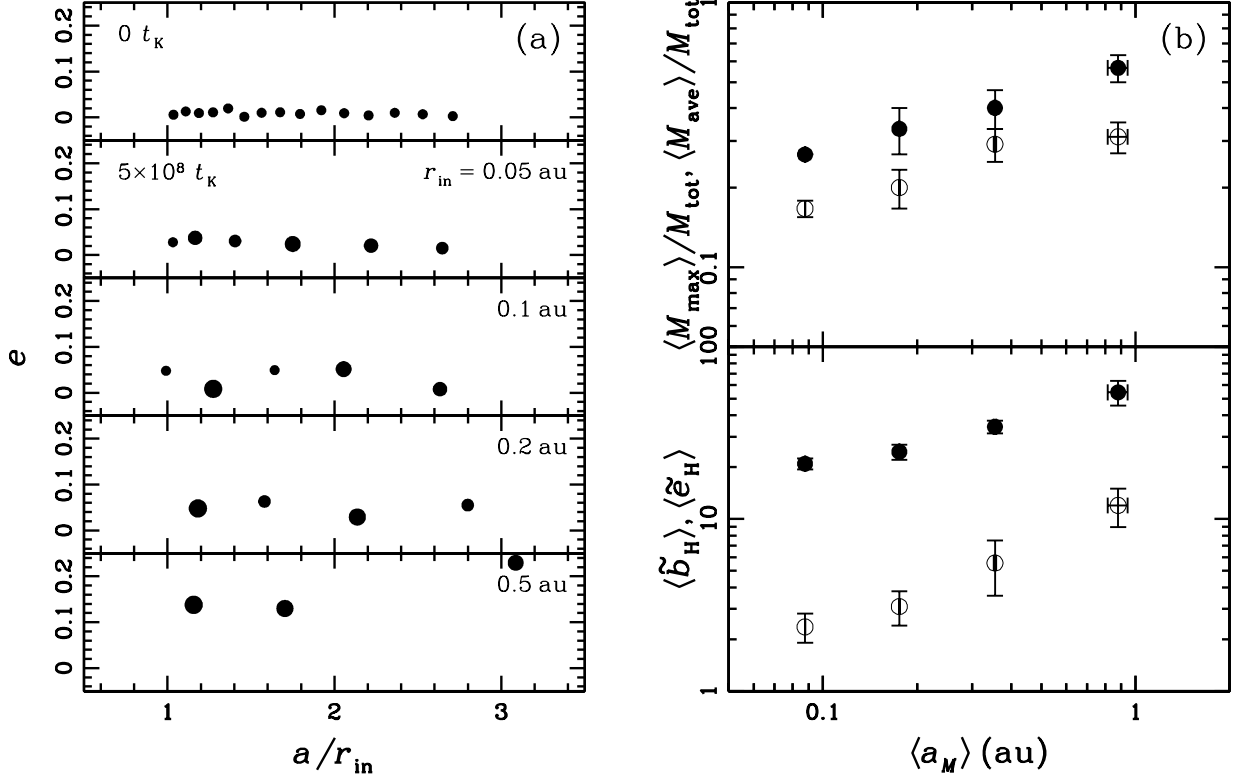 (a)
0 t_K
0.2
0.1
0
5×10⁸ t_K
r_in = 0.05 au
0.2
0.1
0
0.1 au
0.2
0.1
0
0.2 au
0.2
0.1
0
0.5 au
0.2
0.1
0
e
1 2 3
a/r_in
(b)
⟨M_max⟩/M_tot, ⟨M_ave⟩/M_tot
1
0.1
100
10
1
⟨b̃_H⟩, ⟨ẽ_H⟩
0.1 1
⟨a_M⟩ (au)